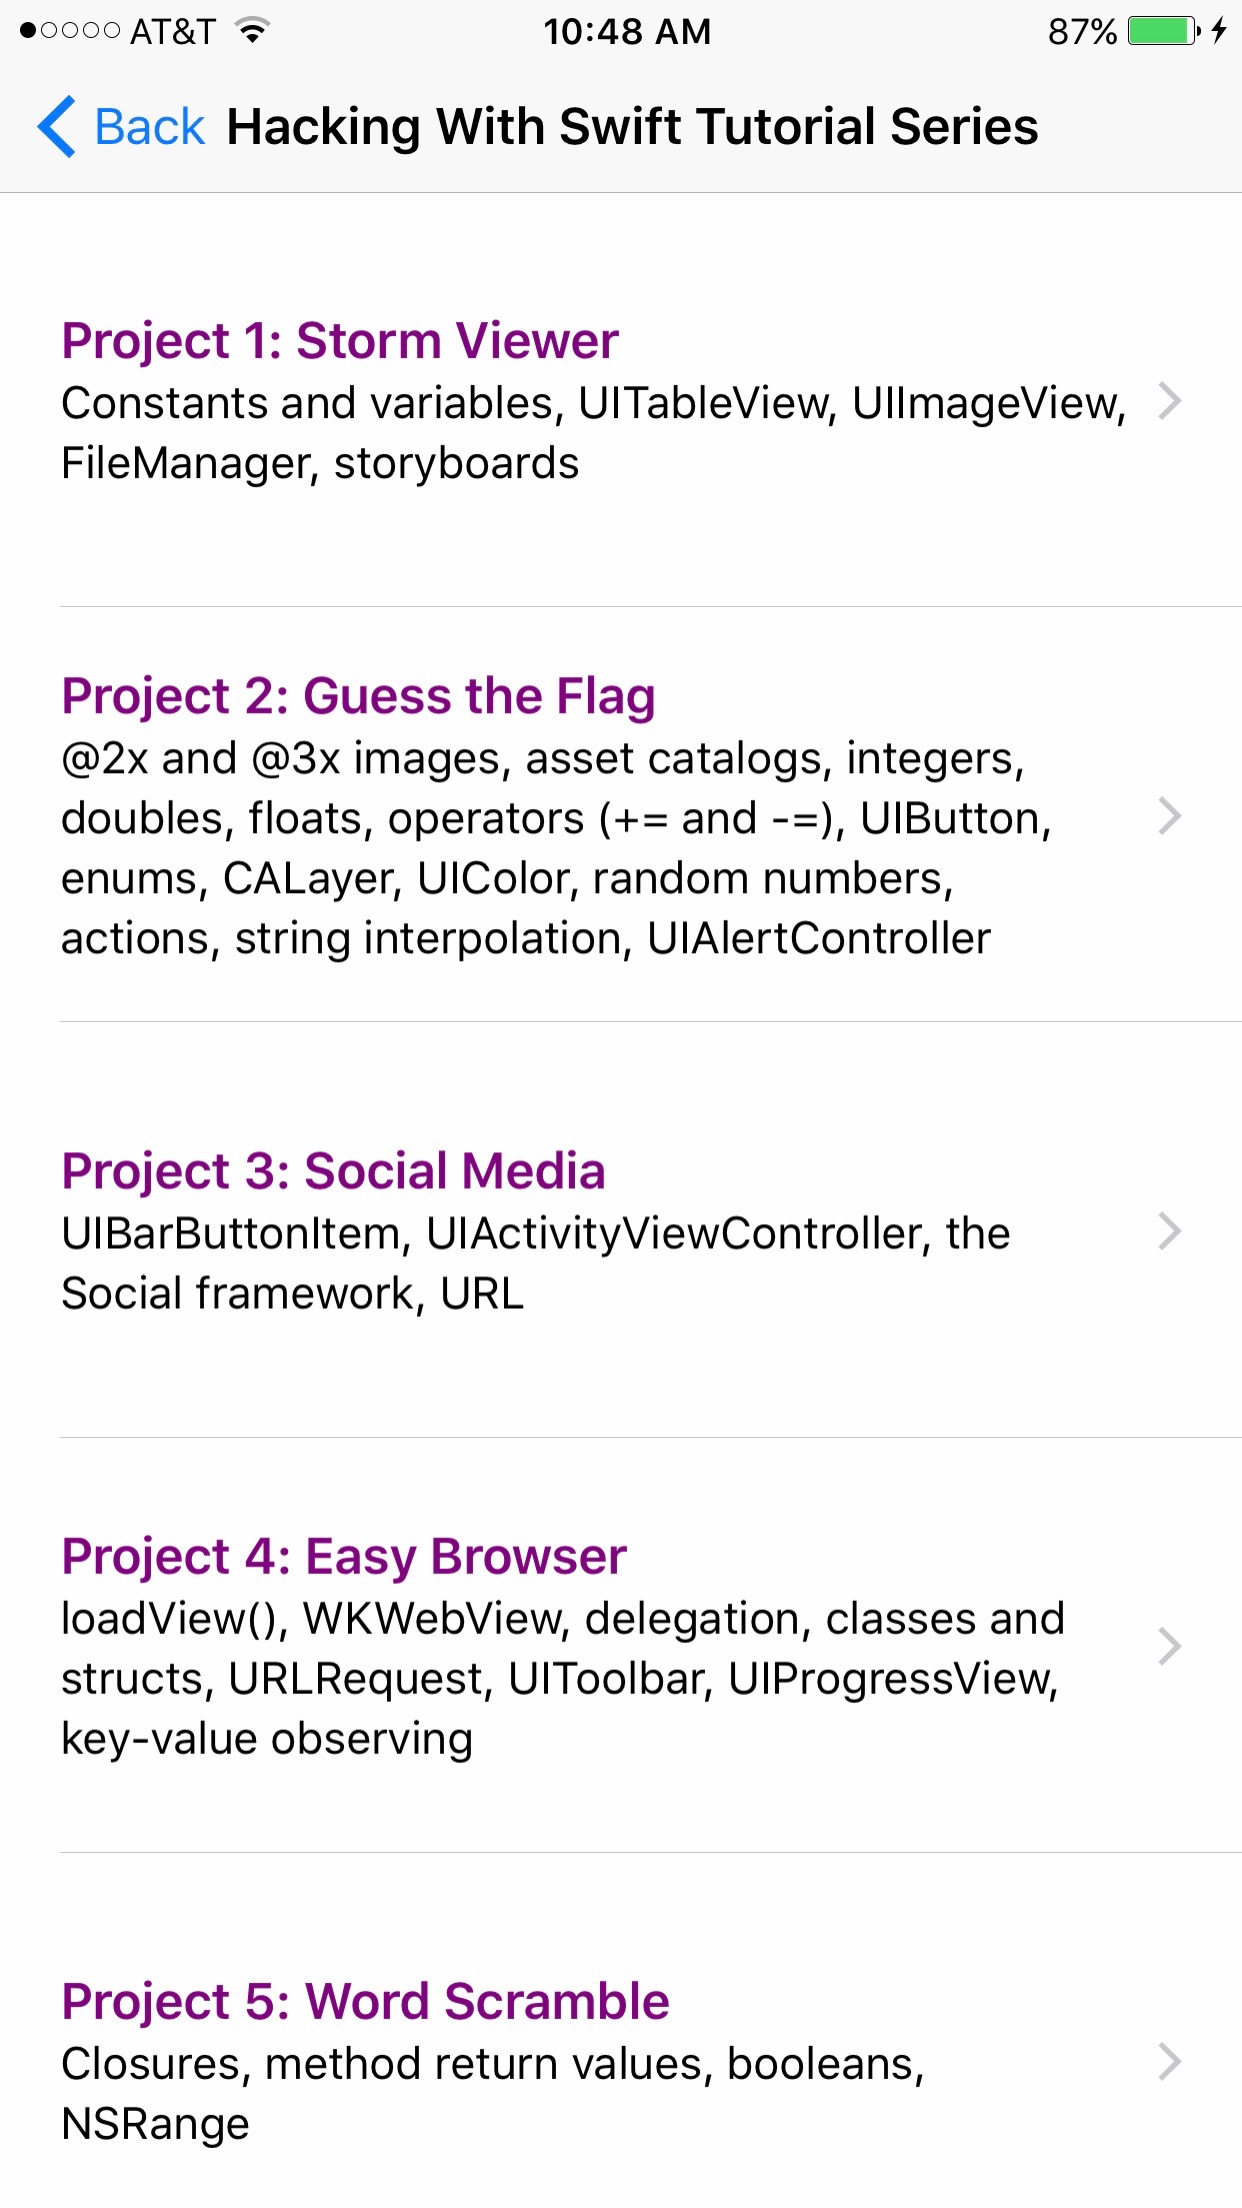 AT&T 10:48 AM 87%
Back Hacking With Swift Tutorial Series
Project 1: Storm Viewer
Constants and variables, UITableView, UIImageView,
FileManager, storyboards
Project 2: Guess the Flag
@2x and @3x images, asset catalogs, integers,
doubles, floats, operators (+= and -=), UIButton,
enums, CALayer, UIColor, random numbers,
actions, string interpolation, UIAlertController
Project 3: Social Media
UIBarButtonItem, UIActivityViewController, the
Social framework, URL
Project 4: Easy Browser
loadView(), WKWebView, delegation, classes and
structs, URLRequest, UIToolbar, UIProgressView,
key-value observing
Project 5: Word Scramble
Closures, method return values, booleans,
NSRange